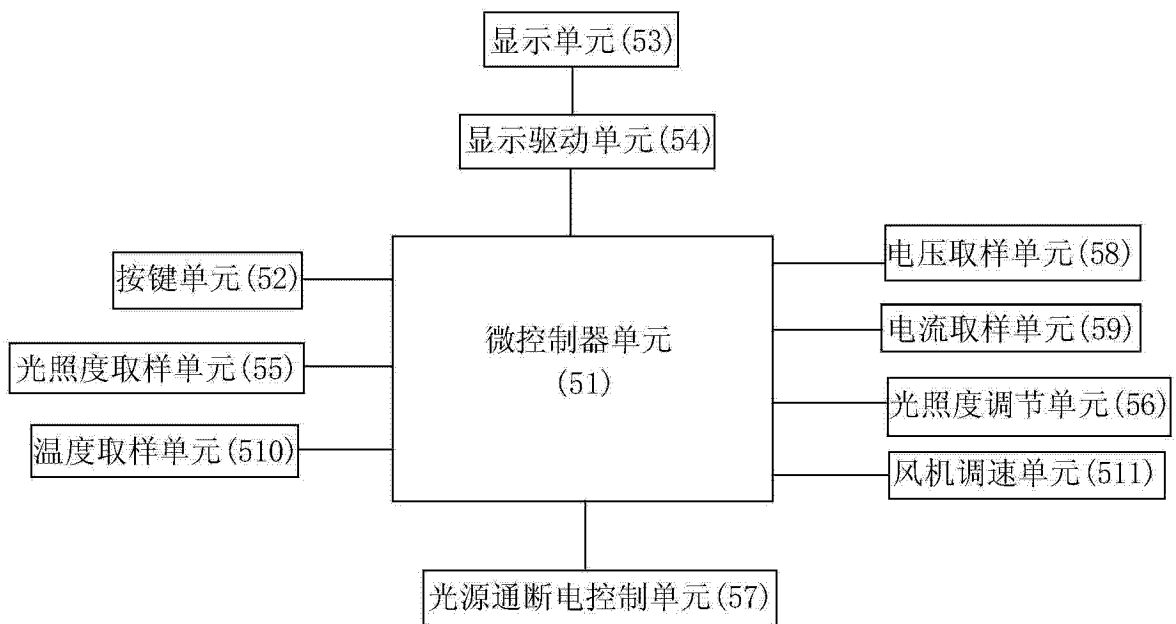 显示单元(53)
显示驱动单元(54)
按键单元(52)
光照度取样单元(55)
温度取样单元(510)
微控制器单元
(51)
电压取样单元(58)
电流取样单元(59)
光照度调节单元(56)
风机调速单元(511)
光源通断电控制单元(57)